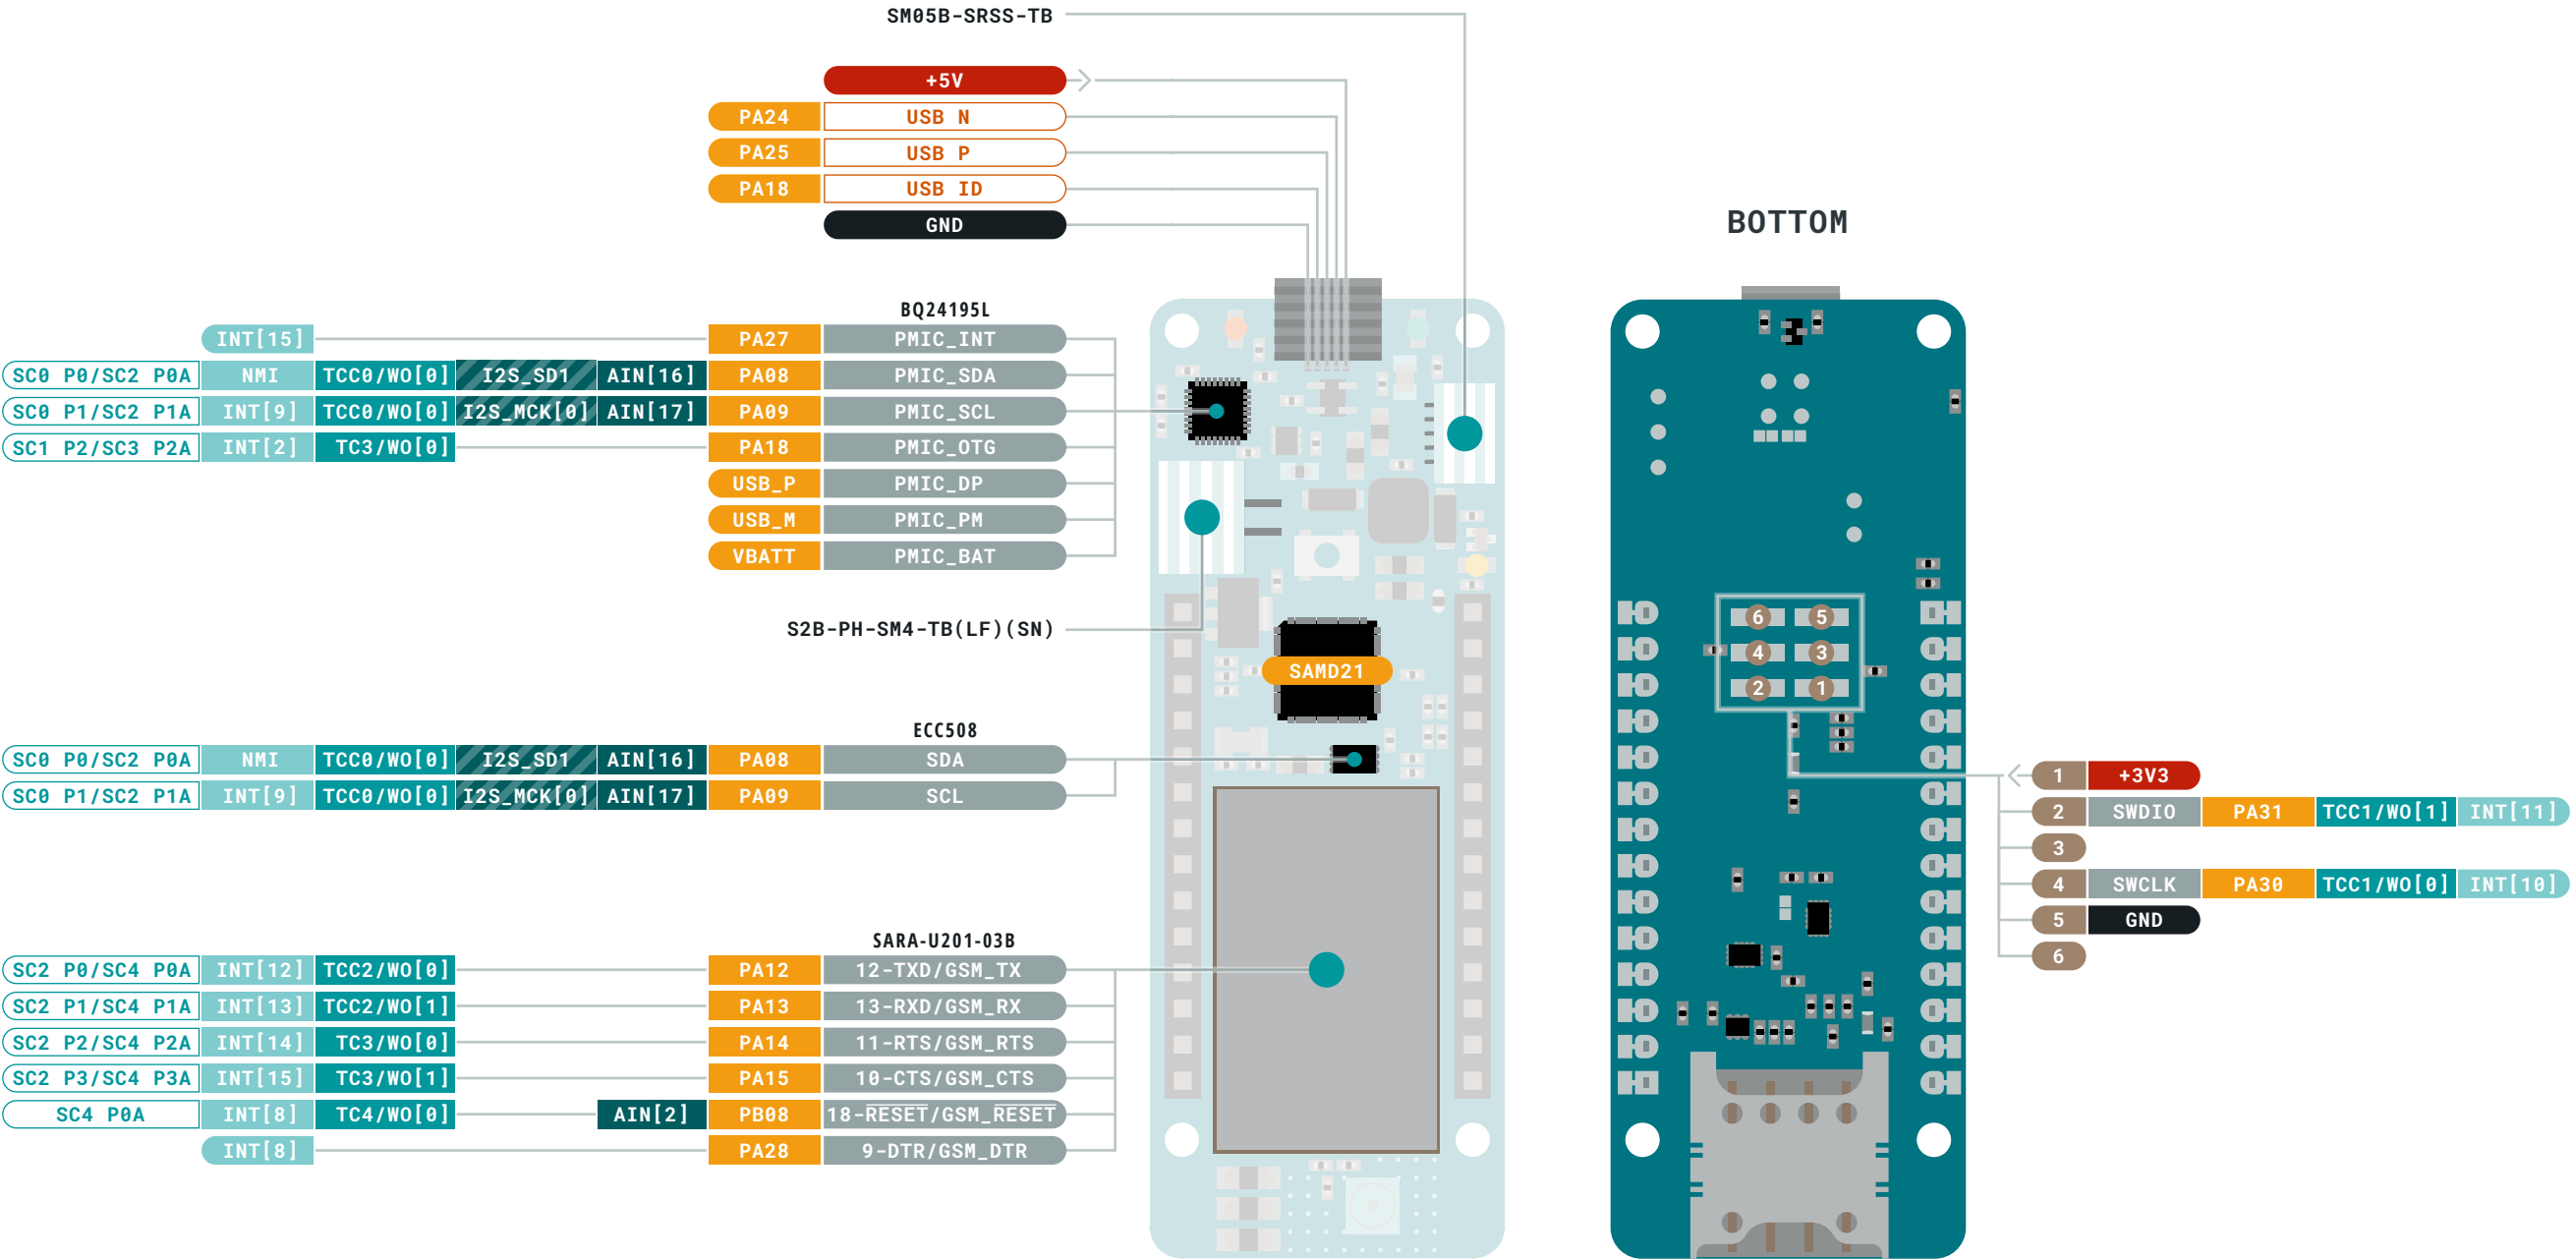 SM05B-SRSS-TB
+5V
PA24 USB N
PA25 USB P
PA18 USB ID
GND
BQ24195L
INT[15] PA27 PMIC_INT
SC0 P0/SC2 P0A NMI TCC0/WO[0] I2S_SD1 AIN[16] PA08 PMIC_SDA
SC0 P1/SC2 P1A INT[9] TCC0/WO[0] I2S_MCK[0] AIN[17] PA09 PMIC_SCL
SC1 P2/SC3 P2A INT[2] TC3/WO[0] PA18 PMIC_OTG
USB_P PMIC_DP
USB_M PMIC_PM
VBATT PMIC_BAT
S2B-PH-SM4-TB(LF)(SN)
SAMD21
ECC508
SC0 P0/SC2 P0A NMI TCC0/WO[0] I2S_SD1 AIN[16] PA08 SDA
SC0 P1/SC2 P1A INT[9] TCC0/WO[0] I2S_MCK[0] AIN[17] PA09 SCL
SARA-U201-03B
SC2 P0/SC4 P0A INT[12] TCC2/WO[0] PA12 12-TXD/GSM_TX
SC2 P1/SC4 P1A INT[13] TCC2/WO[1] PA13 13-RXD/GSM_RX
SC2 P2/SC4 P2A INT[14] TC3/WO[0] PA14 11-RTS/GSM_RTS
SC2 P3/SC4 P3A INT[15] TC3/WO[1] PA15 10-CTS/GSM_CTS
SC4 P0A INT[8] TC4/WO[0] AIN[2] PB08 18-RESET/GSM_RESET
INT[8] PA28 9-DTR/GSM_DTR
BOTTOM
6 5
4 3
2 1
1 +3V3
2 SWDIO PA31 TCC1/WO[1] INT[11]
3
4 SWCLK PA30 TCC1/WO[0] INT[10]
5 GND
6